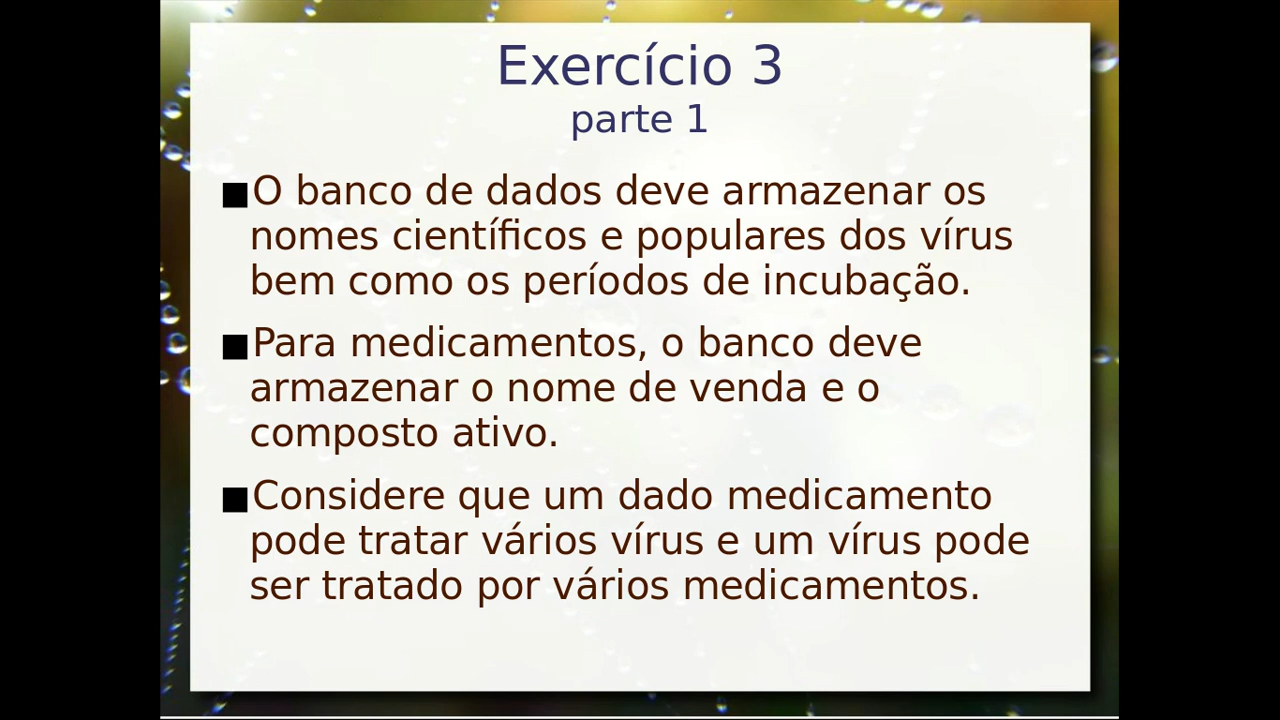 Exercício 3
parte 1
■O banco de dados deve armazenar os
nomes científicos e populares dos vírus
bem como os períodos de incubação.
■Para medicamentos, o banco deve
armazenar o nome de venda e o
composto ativo.
■Considere que um dado medicamento
pode tratar vários vírus e um vírus pode
ser tratado por vários medicamentos.